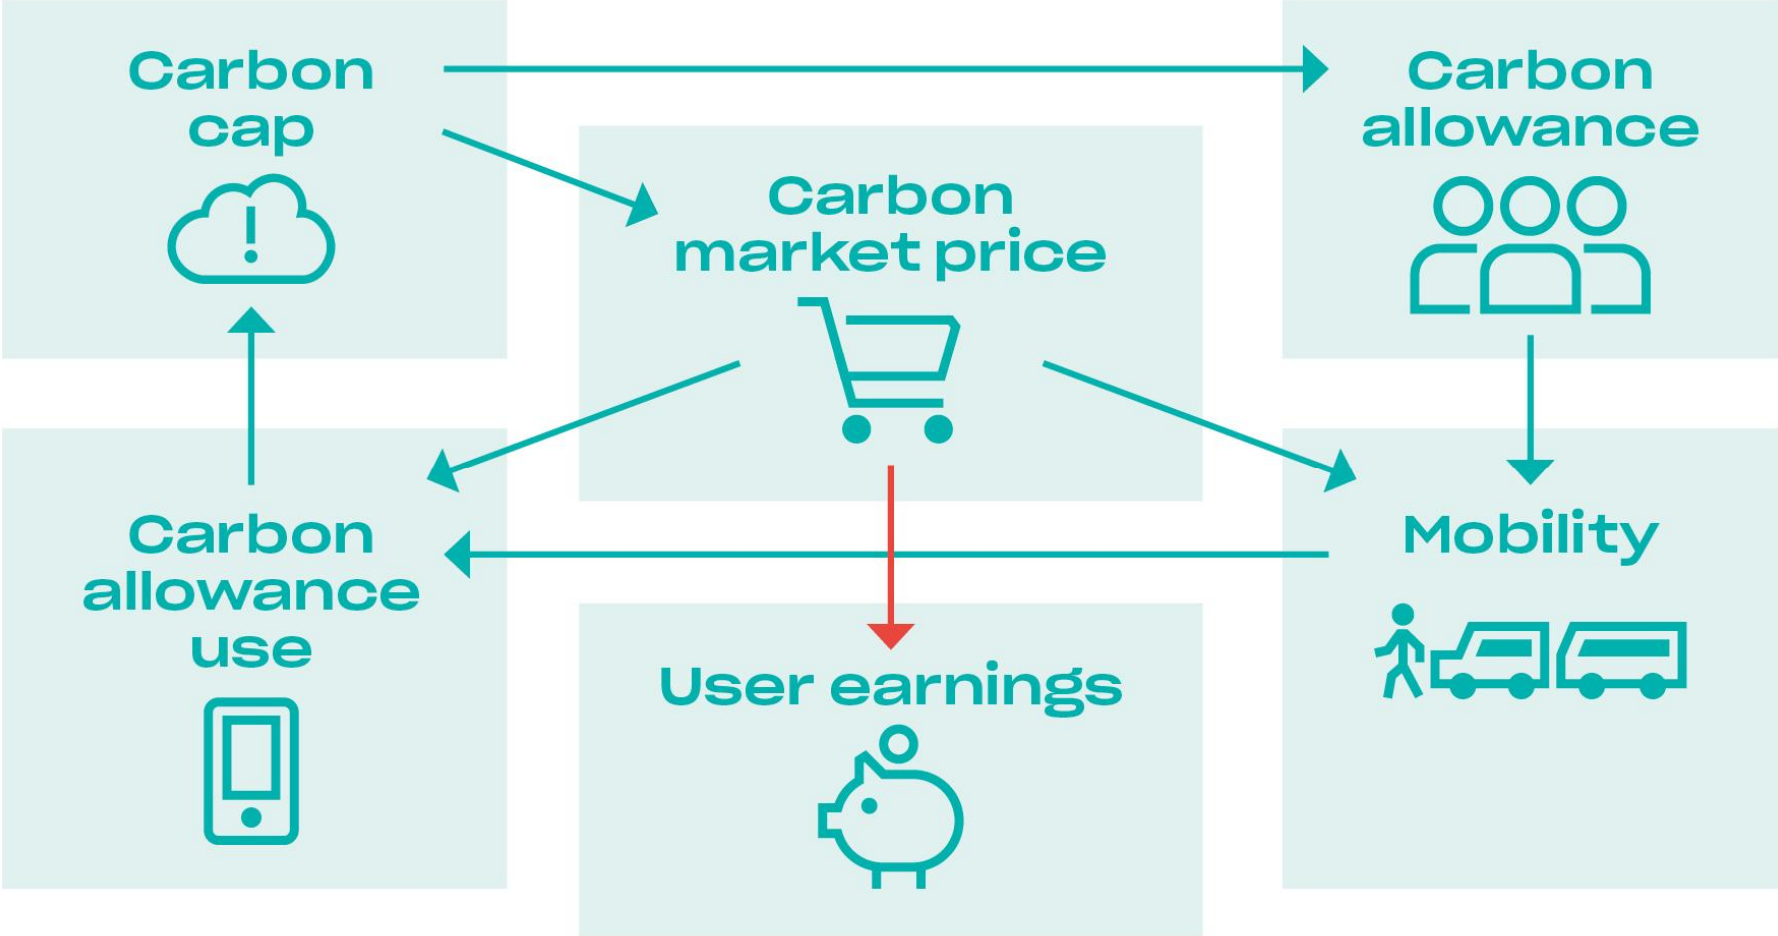 Carbon
cap
Carbon
market price
Carbon
allowance
Carbon
allowance
use
User earnings
Mobility